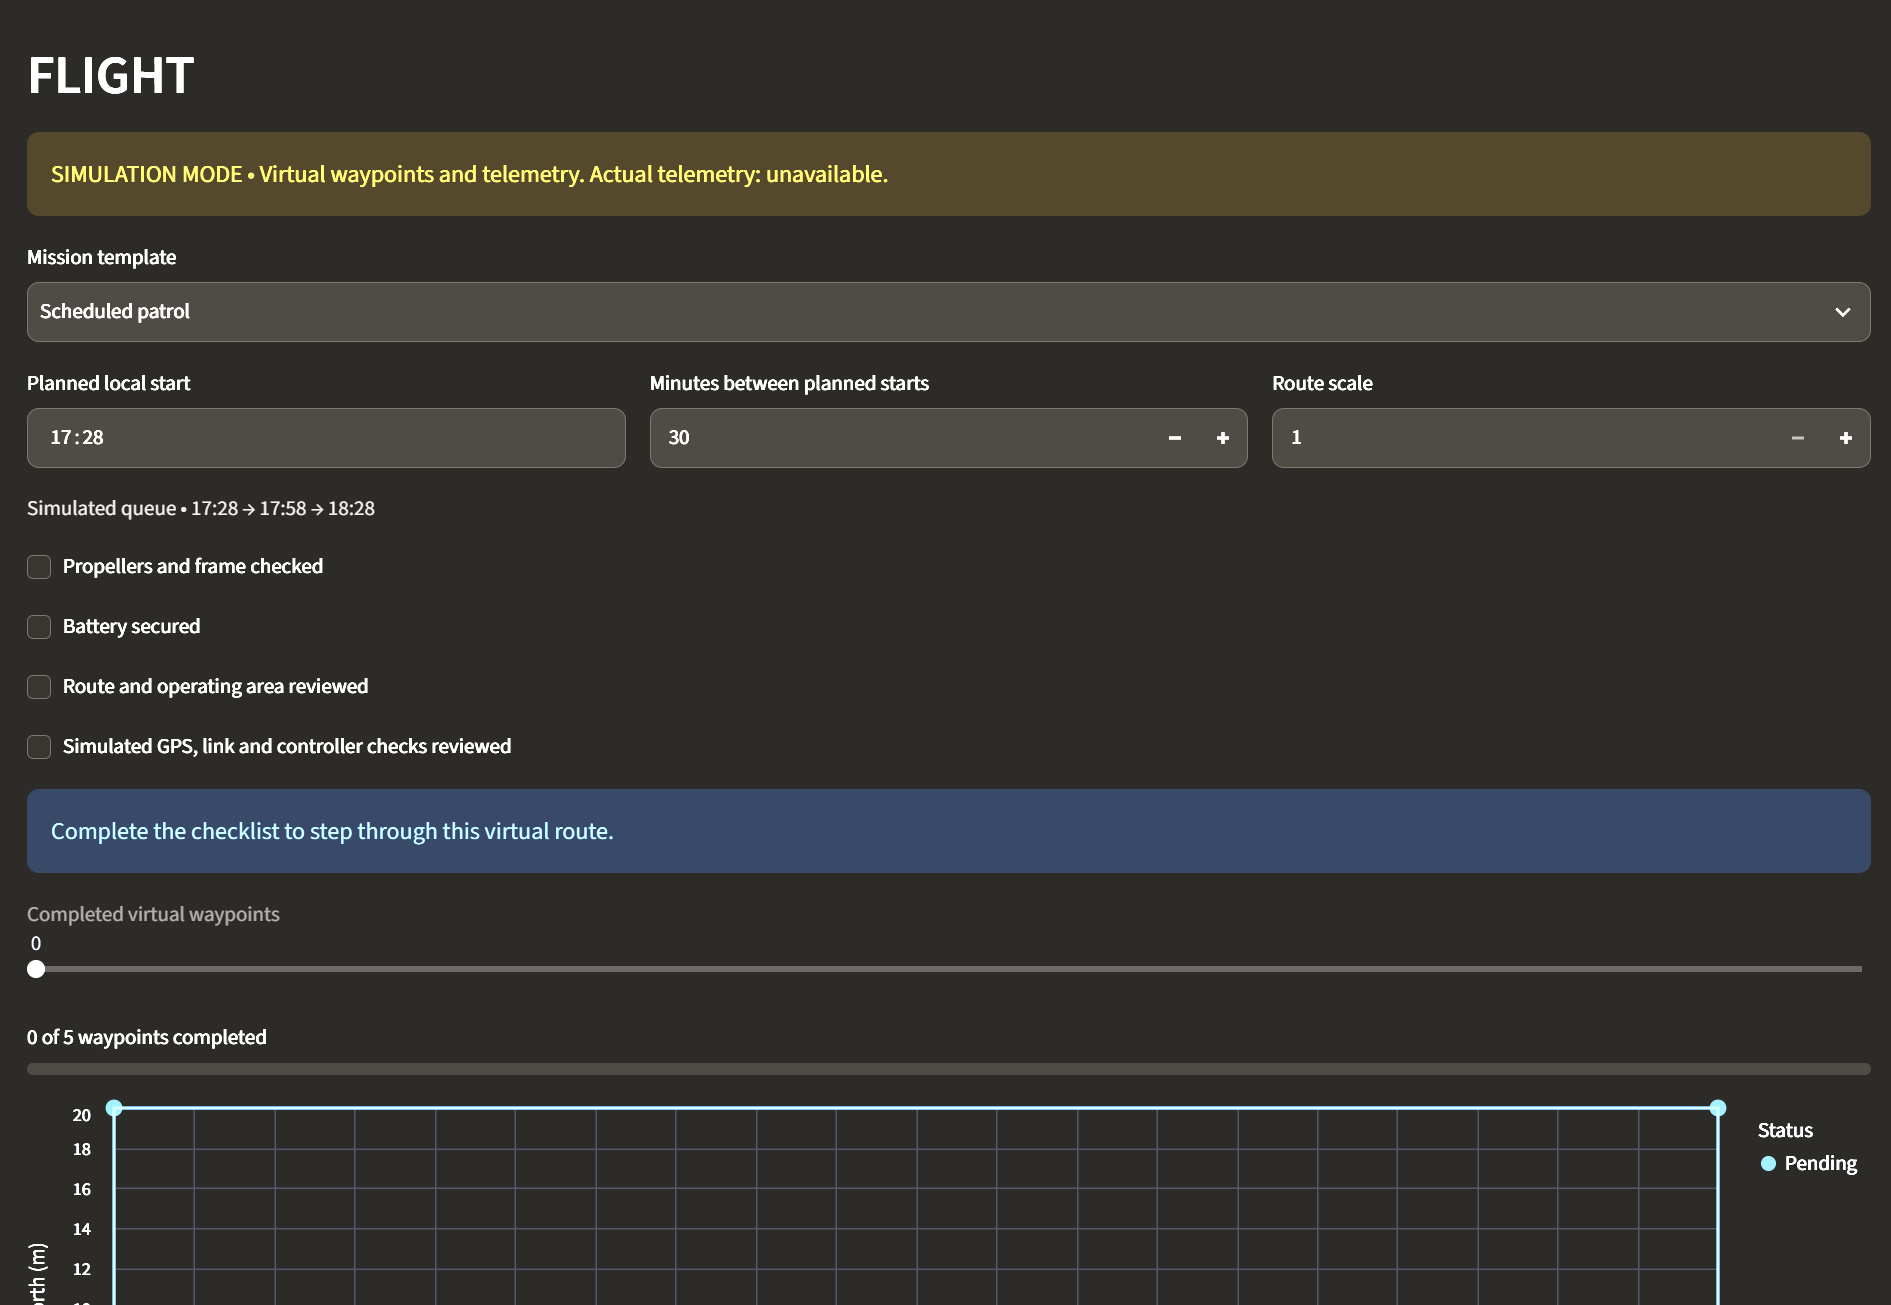 FLIGHT
SIMULATION MODE • Virtual waypoints and telemetry. Actual telemetry: unavailable.
Mission template
Scheduled patrol
Planned local start
Minutes between planned starts
Route scale
17:28
30
1
Simulated queue • 17:28 → 17:58 → 18:28
Propellers and frame checked
Battery secured
Route and operating area reviewed
Simulated GPS, link and controller checks reviewed
Complete the checklist to step through this virtual route.
Completed virtual waypoints
0
0 of 5 waypoints completed
20
18
16
14
12
Status
Pending